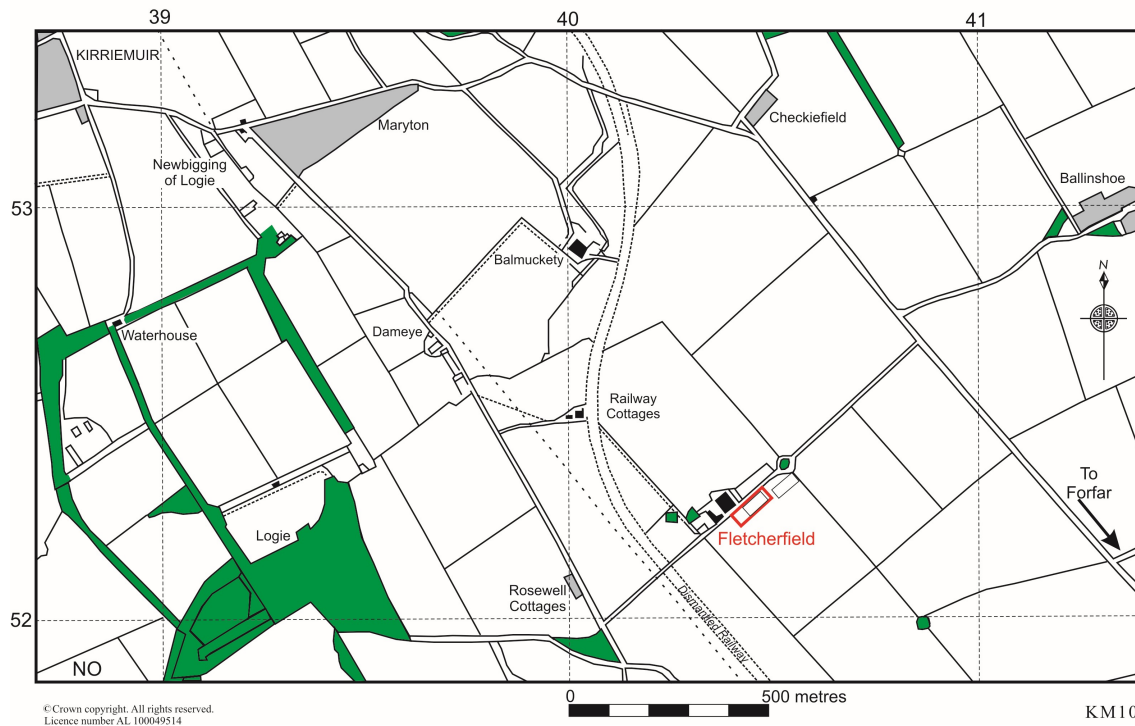 39
40
41
KIRRIEMUIR
Maryton
Checkiefield
Newbigging
of Logie
Ballinshoe
53
Balmuckety
N
Waterhouse
Dameye
Railway
Cottages
To
Forfar
Logie
Fletcherfield
Rosewell
Cottages
Dismantled Railway
52
NO
0
500 metres
© Crown copyright. All rights reserved.
Licence number AL 100049514
KM10